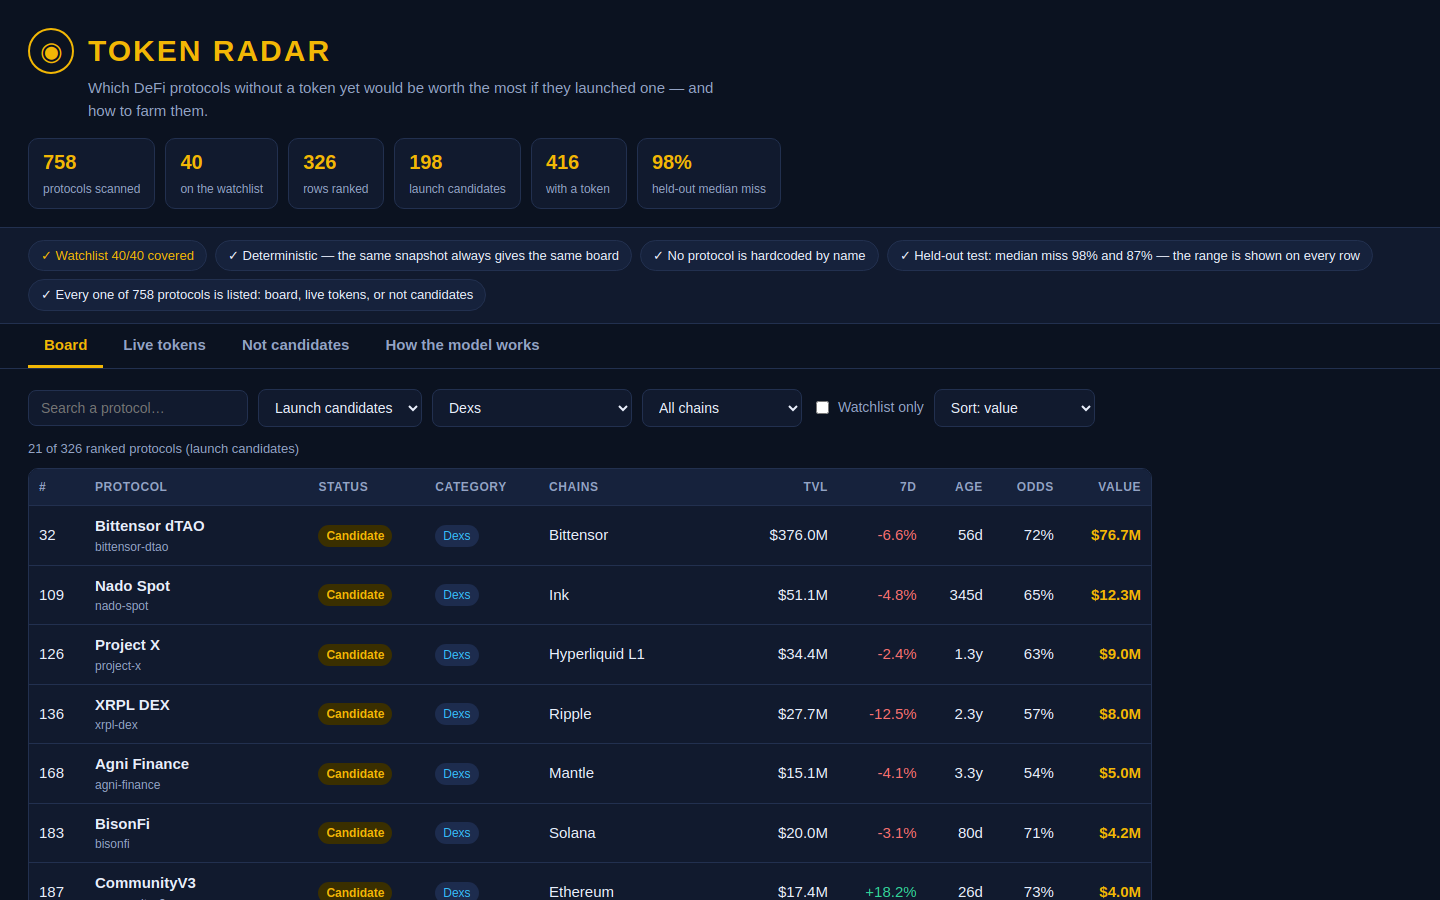 TOKEN RADAR
Which DeFi protocols without a token yet would be worth the most if they launched one — and
how to farm them.
758 40 326 198 416 98%
protocols scanned on the watchlist rows ranked launch candidates with a token held-out median miss
✓ Watchlist 40/40 covered ✓ Deterministic — the same snapshot always gives the same board ✓ No protocol is hardcoded by name ✓ Held-out test: median miss 98% and 87% — the range is shown on every row
✓ Every one of 758 protocols is listed: board, live tokens, or not candidates
Board Live tokens Not candidates How the model works
Search a protocol… Launch candidates Dexs All chains Watchlist only Sort: value
21 of 326 ranked protocols (launch candidates)
# PROTOCOL STATUS CATEGORY CHAINS TVL 7D AGE ODDS VALUE
32 Bittensor dTAO Candidate Dexs Bittensor $376.0M -6.6% 56d 72% $76.7M
bittensor-dtao
109 Nado Spot Candidate Dexs Ink $51.1M -4.8% 345d 65% $12.3M
nado-spot
126 Project X Candidate Dexs Hyperliquid L1 $34.4M -2.4% 1.3y 63% $9.0M
project-x
136 XRPL DEX Candidate Dexs Ripple $27.7M -12.5% 2.3y 57% $8.0M
xrpl-dex
168 Agni Finance Candidate Dexs Mantle $15.1M -4.1% 3.3y 54% $5.0M
agni-finance
183 BisonFi Candidate Dexs Solana $20.0M -3.1% 80d 71% $4.2M
bisonfi
187 CommunityV3 Candidate Dexs Ethereum $17.4M +18.2% 26d 73% $4.0M